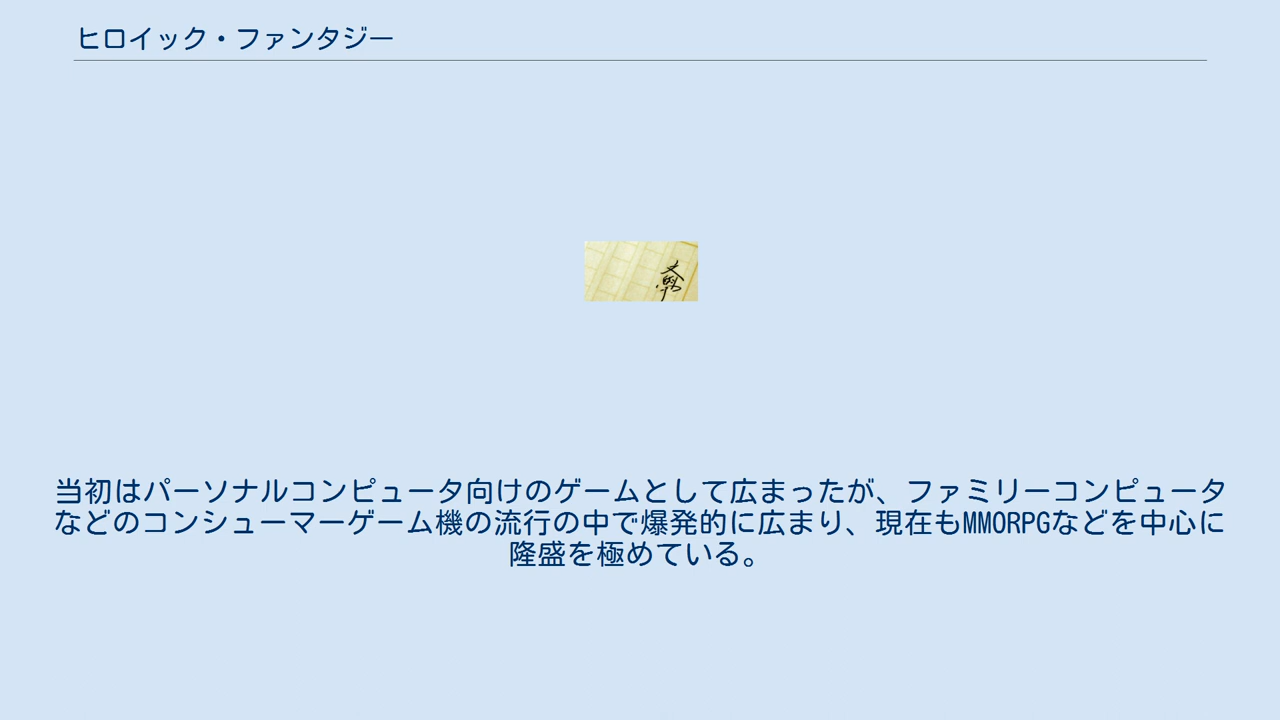 ヒロイック・ファンタジー
当初はパーソナルコンピュータ向けのゲームとして広まったが、ファミリーコンピュータ
などのコンシューマーゲーム機の流行の中で爆発的に広まり、現在もMMORPGなどを中心に
隆盛を極めている。